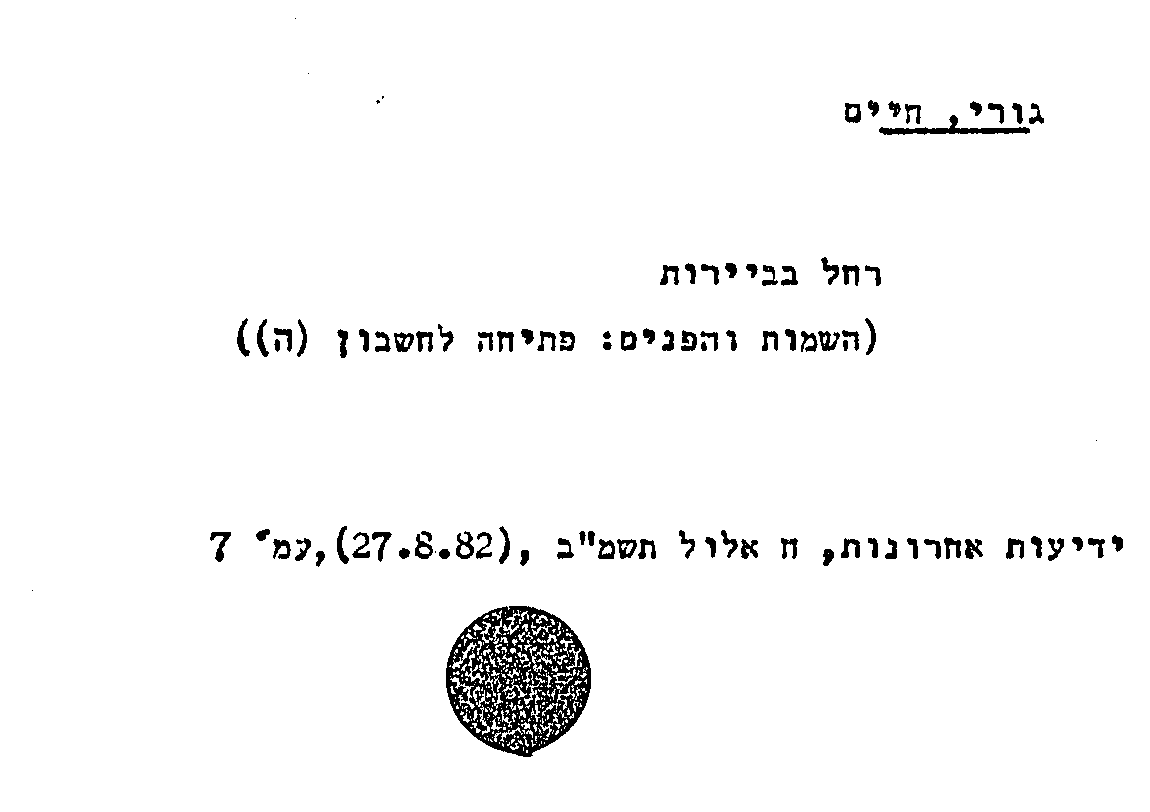 גורי, חיים
רחל בביירות
(השמות והפנים: פתיחה לחשבון (ה))
ידיעות אחרונות, ח אלול תשמ"ב ,(27.8.82),עמ' 7